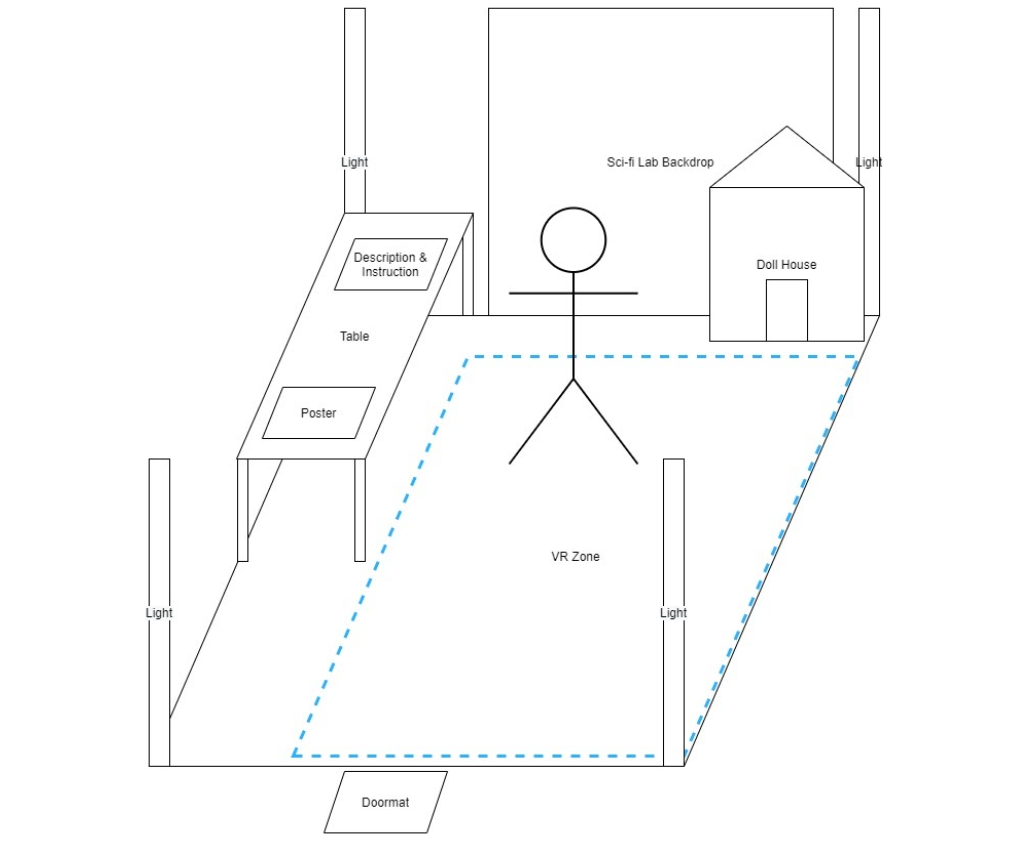 Light
Sci-fi Lab Backdrop
Light
Description &
Instruction
Doll House
Table
Poster
VR Zone
Light
Light
Doormat